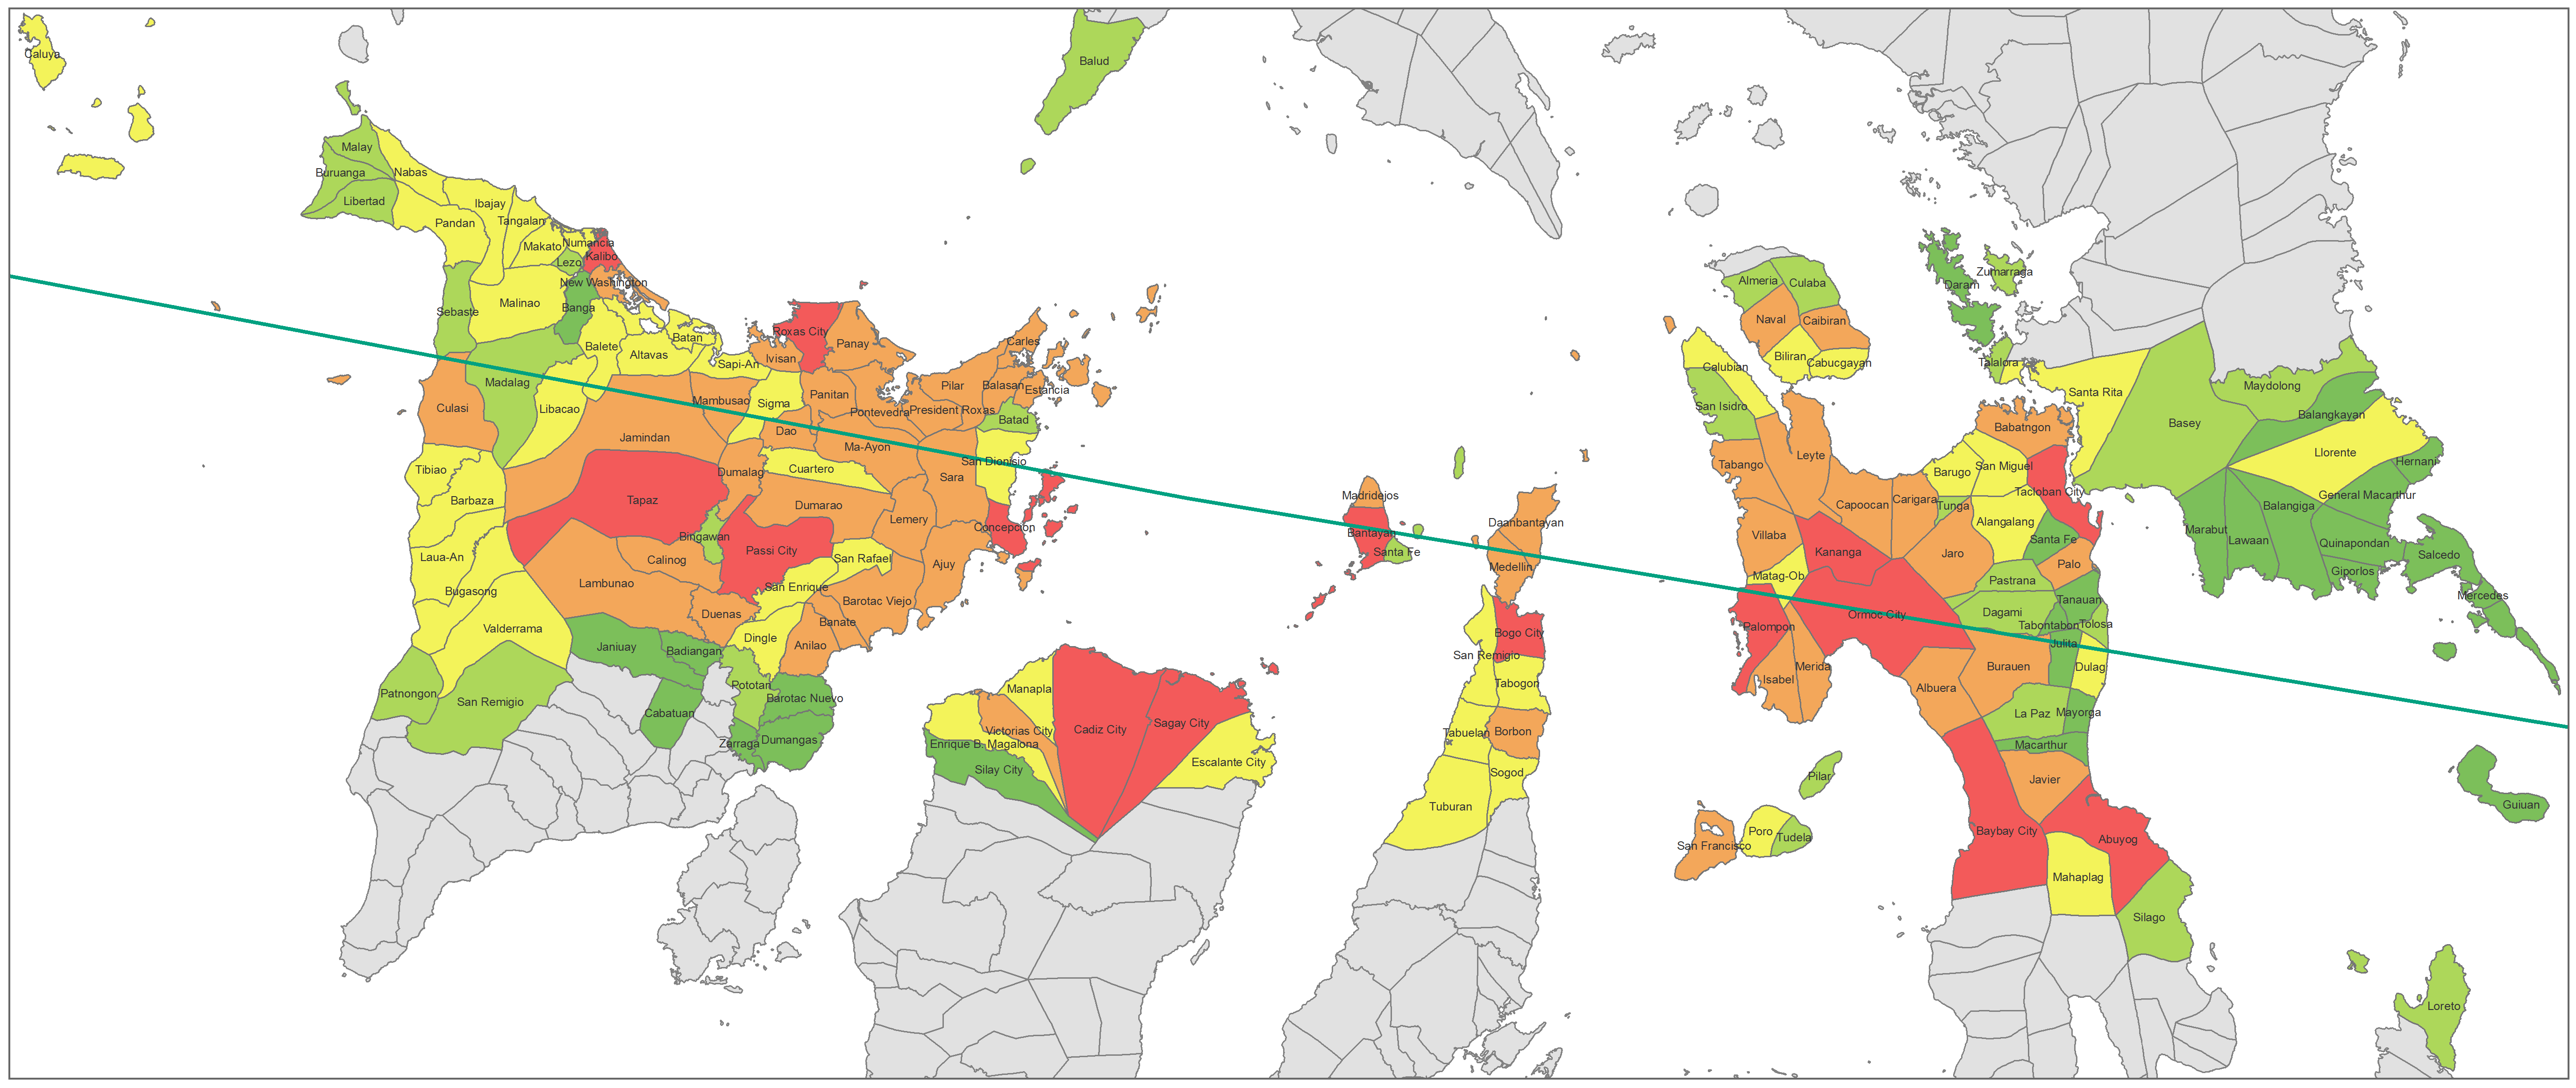 Caluya
Balud
Malay
Buruanga
Nabas
Libertad
Ibajay
Pandan
Tangalan
Makato
Numancia
Kalibo
Lezo
New Washington
Malinao
Banga
Sebaste
Balete
Batan
Altavas
Roxas City
Ivisan
Panay
Sapi-An
Carles
Madalag
Culasi
Libacao
Mambusao
Sigma
Panitan
Pilar
Balasan
Estancia
Pontevedra
President Roxas
Batad
Jamindan
Dao
Ma-Ayon
San Dionisio
Tibiao
Dumalag
Cuartero
Sara
Barbaza
Tapaz
Dumarao
Lemery
Concepcion
Bingawan
Passi City
Laua-An
Calinog
San Rafael
Ajuy
Bugasong
Lambunao
San Enrique
Barotac Viejo
Duenas
Banate
Valderrama
Dingle
Anilao
Janiuay
Badiangan
Patnongon
San Remigio
Pototan
Barotac Nuevo
Cabatuan
Zarraga
Dumangas
Manapla
Victorias City
Enrique B. Magalona
Silay City
Cadiz City
Sagay City
Escalante City
Madridejos
Bantayan
Santa Fe
Daanbantayan
Medellin
Bogo City
San Remigio
Tabogon
Tabuelan
Borbon
Sogod
Tuburan
Almeria
Culaba
Naval
Caibiran
Biliran
Cabucgayan
Calubian
San Isidro
Leyte
Tabango
Capoocan
Carigara
Barugo
San Miguel
Babatngon
Tunga
Tacloban City
Alangalang
Villaba
Kananga
Jaro
Santa Fe
Palo
Matag-Ob
Pastrana
Tanauan
Ormoc City
Dagami
Tabontabon
Tolosa
Palompon
Julita
Isabel
Merida
Burauen
Dulag
Albuera
La Paz
Mayorga
Macarthur
Javier
Pilar
San Francisco
Poro
Tudela
Baybay City
Abuyog
Mahaplag
Silago
Daram
Zumarraga
Talalora
Santa Rita
Basey
Maydolong
Balangkayan
Llorente
Hernani
General Macarthur
Balangiga
Marabut
Lawaan
Quinapondan
Giporlos
Salcedo
Mercedes
Guiuan
Loreto